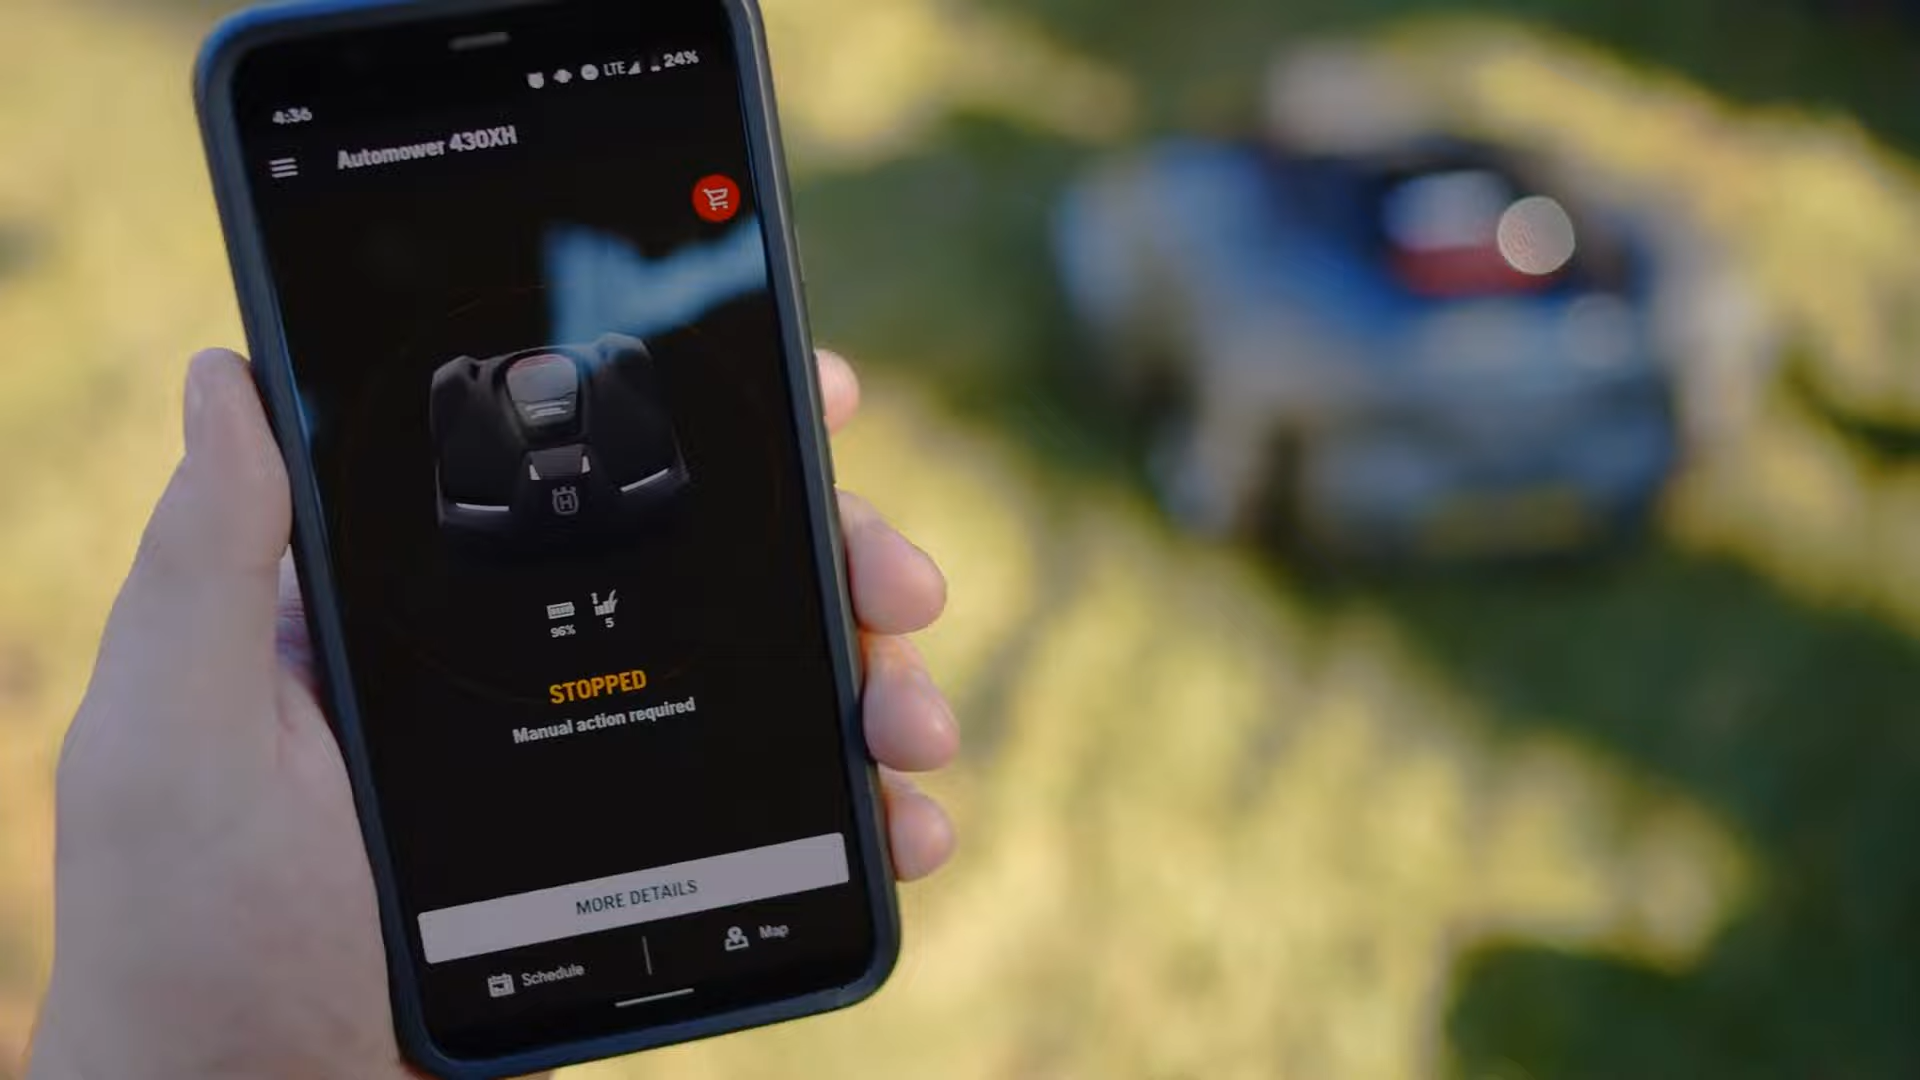 LTE 24%
4:36
Automower 430XH
96% 5
STOPPED
Manual action required
MORE DETAILS
Schedule Map